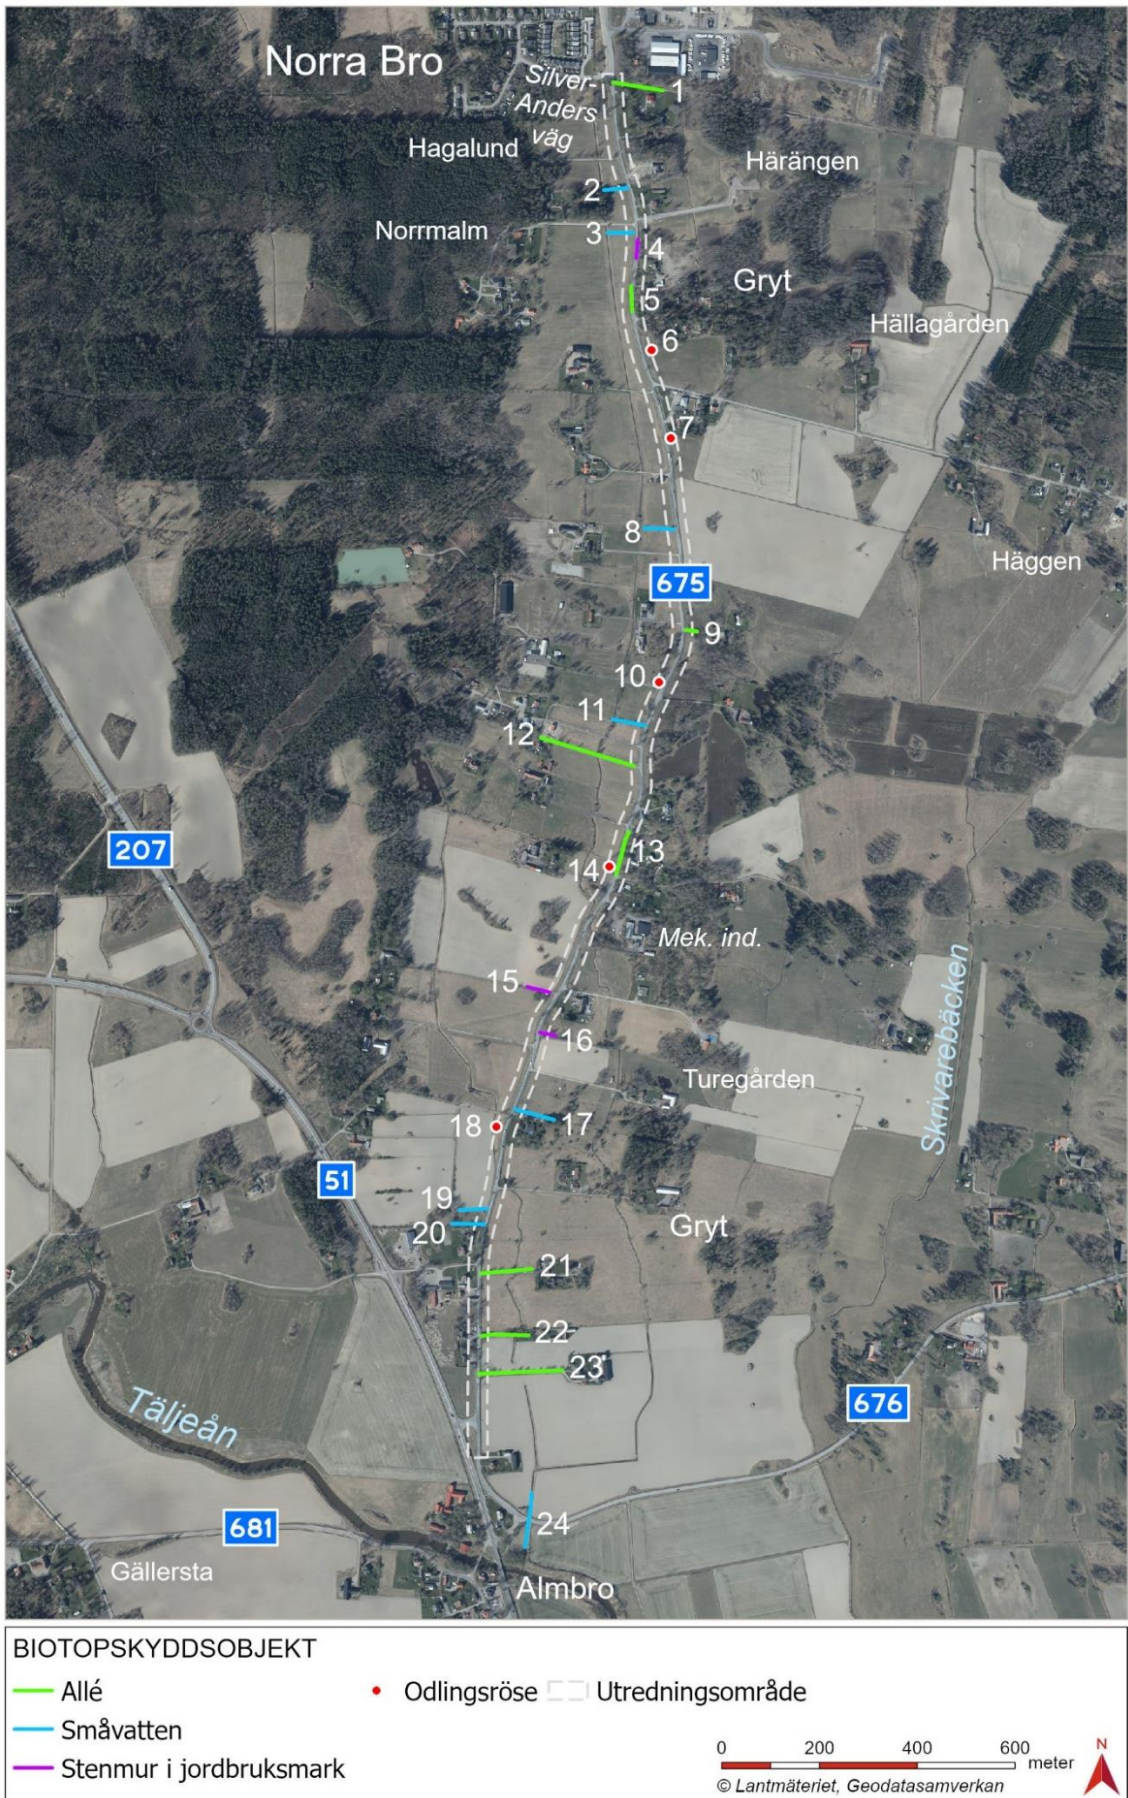 Norra Bro
Silver-
Anders
väg
1
Hagalund
Härängen
2
Norrmalm
3
4
Gryt
5
Hällagården
6
7
8
Häggen
675
9
10
11
12
207
13
14
Mek. ind.
Skrivarebäcken
15
16
Turegården
17
18
51
19
20
Gryt
21
22
23
676
Täljeån
681
24
Gällersta
Almbro
BIOTOPSKYDDSOBJEKT
Allé
Odlingsröse
Utredningsområde
Småvatten
Stenmur i jordbruksmark
0 200 400 600
meter
N
© Lantmäteriet, Geodatasamverkan